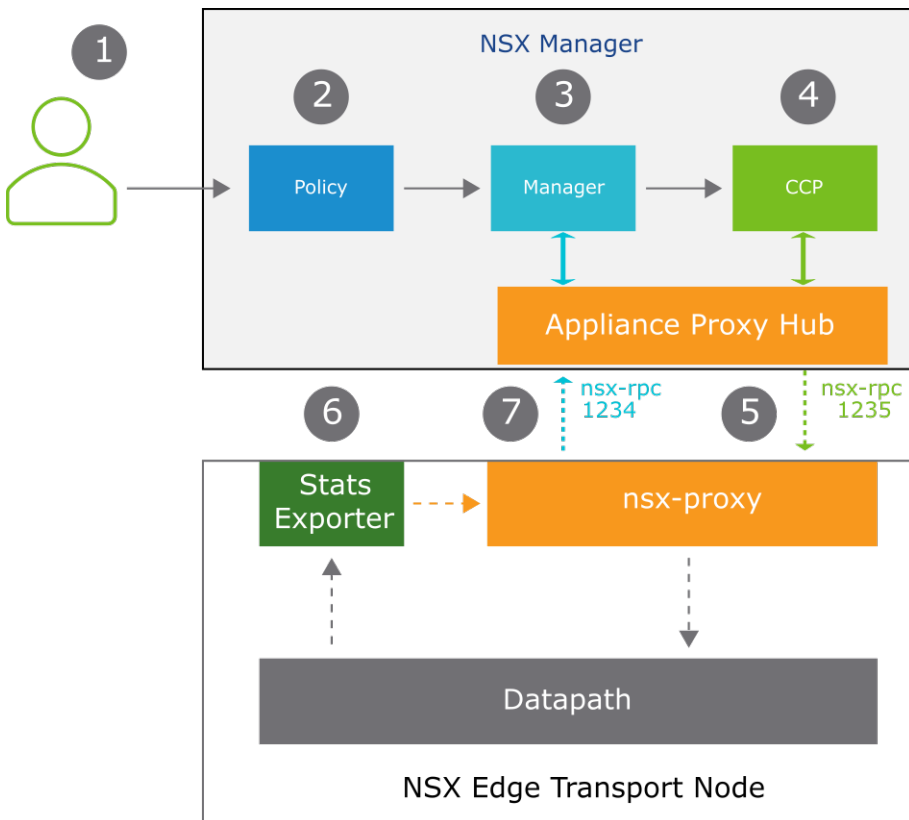 1
NSX Manager
2
3
4
Policy
Manager
CCP
Appliance Proxy Hub
6
7
nsx-rpc
1234
5
nsx-rpc
1235
Stats
Exporter
nsx-proxy
Datapath
NSX Edge Transport Node